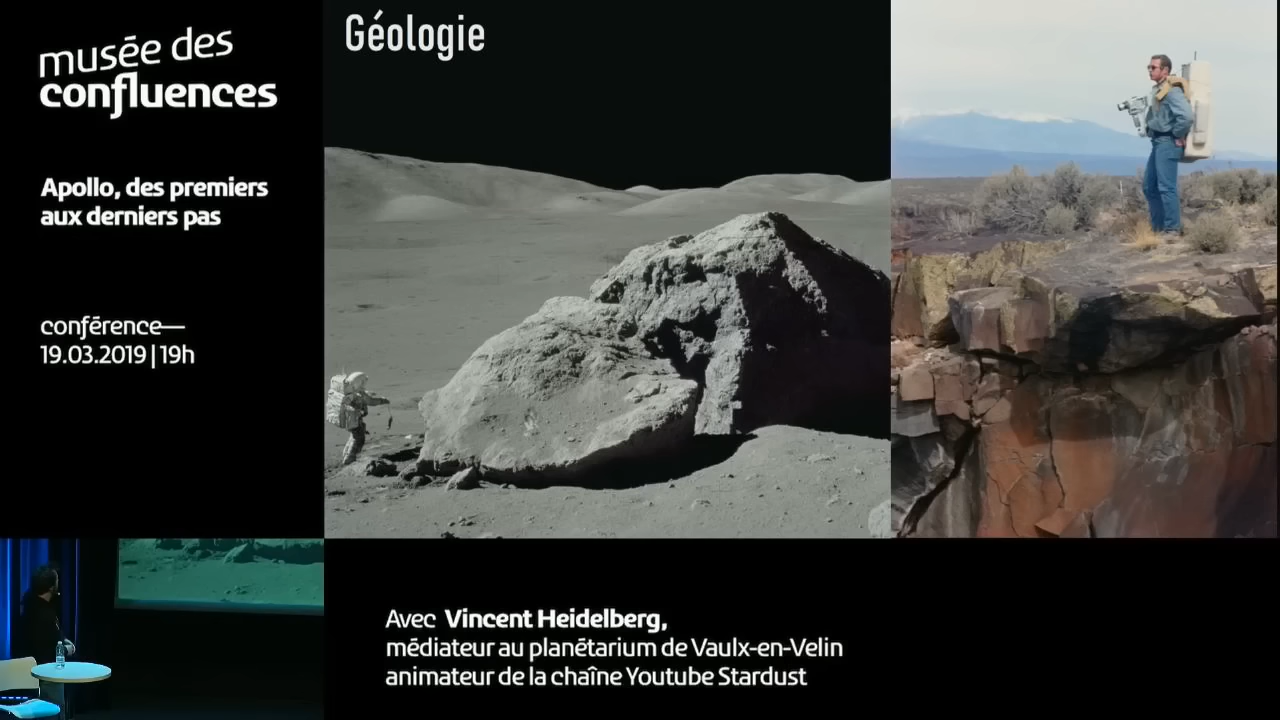 musée des
confluences
Apollo, des premiers
aux derniers pas
conférence—
19.03.2019 | 19h
Géologie
Avec Vincent Heidelberg,
médiateur au planétarium de Vaulx-en-Velin
animateur de la chaîne Youtube Stardust